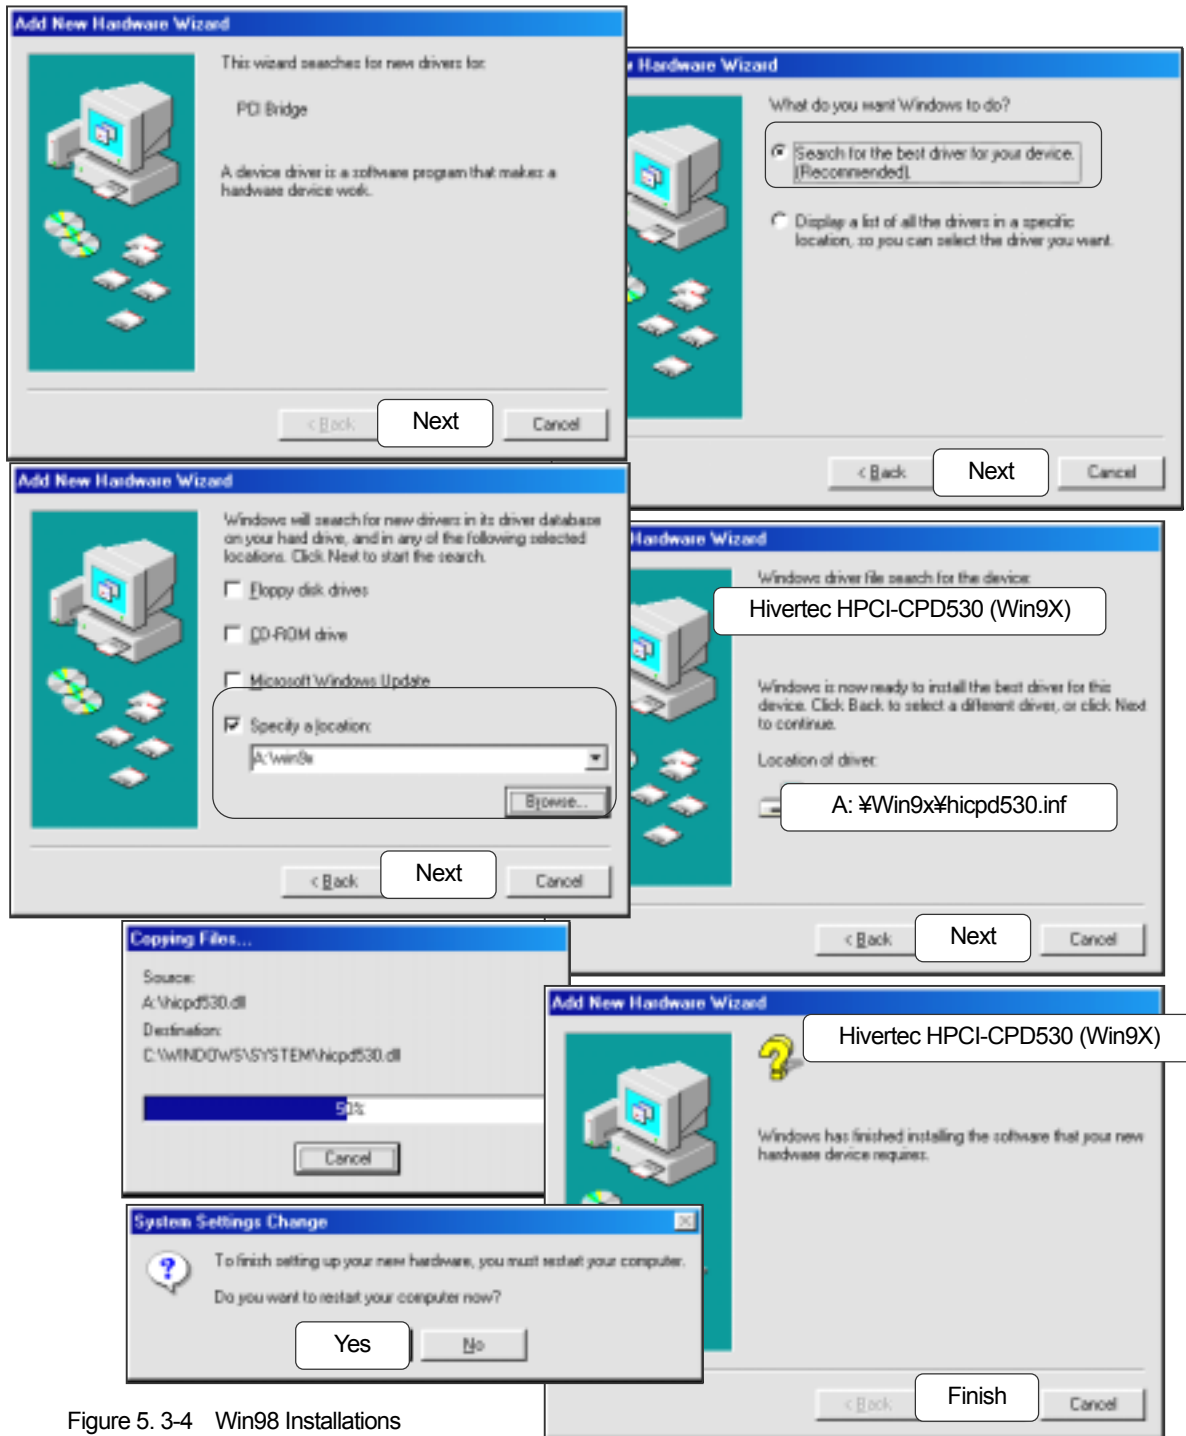 Add New Hardware Wizard
This wizard searches for new drivers for:
PCI Bridge
A device driver is a software program that makes a
hardware device work.
< Back
Next
Cancel
w Hardware Wizard
What do you want Windows to do?
Search for the best driver for your device.
(Recommended).
Display a list of all the drivers in a specific
location, so you can select the driver you want.
< Back
Next
Cancel
Add New Hardware Wizard
Windows will search for new drivers in its driver database
on your hard drive, and in any of the following selected
locations. Click Next to start the search.
Floppy disk drives
CD-ROM drive
Microsoft Windows Update
Specify a location:
A:\win9x
Browse...
< Back
Next
Cancel
Hardware Wizard
Windows driver file search for the device:
Hivertec HPCI-CPD530 (Win9X)
Windows is now ready to install the best driver for this
device. Click Back to select a different driver, or click Next
to continue.
Location of driver:
A: ¥Win9x¥hicpd530.inf
< Back
Next
Cancel
Copying Files...
Source:
A:\hicpd530.dll
Destination:
C:\WINDOWS\SYSTEM\hicpd530.dll
50%
Cancel
Add New Hardware Wizard
Hivertec HPCI-CPD530 (Win9X)
Windows has finished installing the software that your new
hardware device requires.
< Back
Finish
Cancel
System Settings Change
To finish setting up your new hardware, you must restart your computer.
Do you want to restart your computer now?
Yes
No
Figure 5. 3-4 Win98 Installations